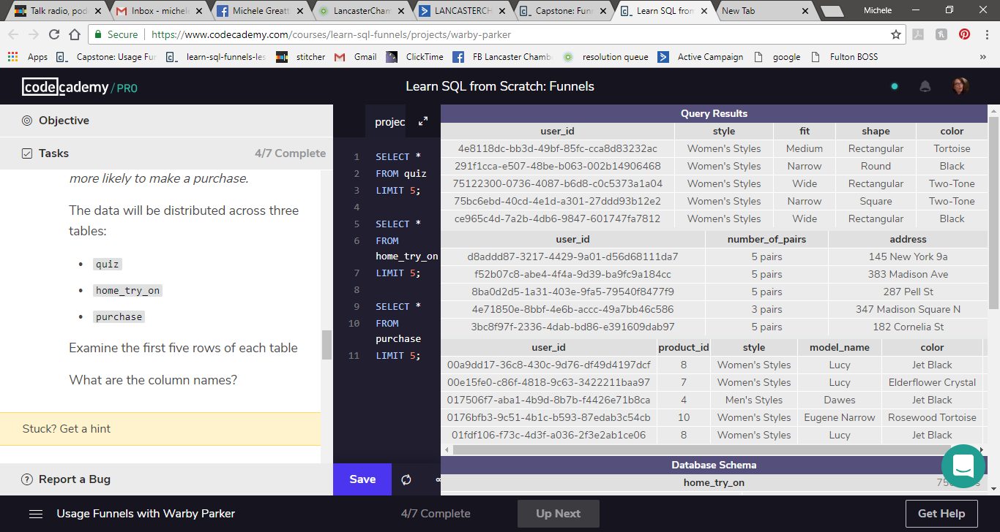 Talk radio, pod
Inbox - michele
Michele Greatt
LancasterCham
LANCASTERCH
Capstone: Funn
Learn SQL from
New Tab
Michele
Secure
https://www.codecademy.com/courses/learn-sql-funnels/projects/warby-parker
Apps
Capstone: Usage Fun
learn-sql-funnels-les
stitcher
Gmail
ClickTime
FB Lancaster Chamb
resolution queue
Active Campaign
google
Fulton BOSS
codecademy / PRO
Learn SQL from Scratch: Funnels
Objective
Tasks
4/7 Complete
more likely to make a purchase.
The data will be distributed across three
tables:
• quiz
• home_try_on
• purchase
Examine the first five rows of each table
What are the column names?
Stuck? Get a hint
Report a Bug
projec
1 SELECT *
2 FROM quiz
3 LIMIT 5;
4
5 SELECT *
6 FROM
home_try_on
7 LIMIT 5;
8
9 SELECT *
10 FROM
purchase
11 LIMIT 5;
Save
Query Results
user_id style fit shape color
4e8118dc-bb3d-49bf-85fc-cca8d83232ac Women's Styles Medium Rectangular Tortoise
291f1cca-e507-48be-b063-002b14906468 Women's Styles Narrow Round Black
75122300-0736-4087-b6d8-c0c5373a1a04 Women's Styles Wide Rectangular Two-Tone
75bc6ebd-40cd-4e1d-a301-27ddd93b12e2 Women's Styles Narrow Square Two-Tone
ce965c4d-7a2b-4db6-9847-601747fa7812 Women's Styles Wide Rectangular Black
user_id number_of_pairs address
d8addd87-3217-4429-9a01-d56d68111da7 5 pairs 145 New York 9a
f52b07c8-abe4-4f4a-9d39-ba9fc9a184cc 5 pairs 383 Madison Ave
8ba0d2d5-1a31-403e-9fa5-79540f8477f9 5 pairs 287 Pell St
4e71850e-8bbf-4e6b-accc-49a7bb46c586 3 pairs 347 Madison Square N
3bc8f97f-2336-4dab-bd86-e391609dab97 5 pairs 182 Cornelia St
user_id product_id style model_name color
00a9dd17-36c8-430c-9d76-df49d4197dcf 8 Women's Styles Lucy Jet Black
00e15fe0-c86f-4818-9c63-3422211baa97 7 Women's Styles Lucy Elderflower Crystal
017506f7-aba1-4b9d-8b7b-f4426e71b8ca 4 Men's Styles Dawes Jet Black
0176bfb3-9c51-4b1c-b593-87edab3c54cb 10 Women's Styles Eugene Narrow Rosewood Tortoise
01fdf106-f73c-4d3f-a036-2f3e2ab1ce06 8 Women's Styles Lucy Jet Black
Database Schema
home_try_on
Usage Funnels with Warby Parker
4/7 Complete
Up Next
Get Help